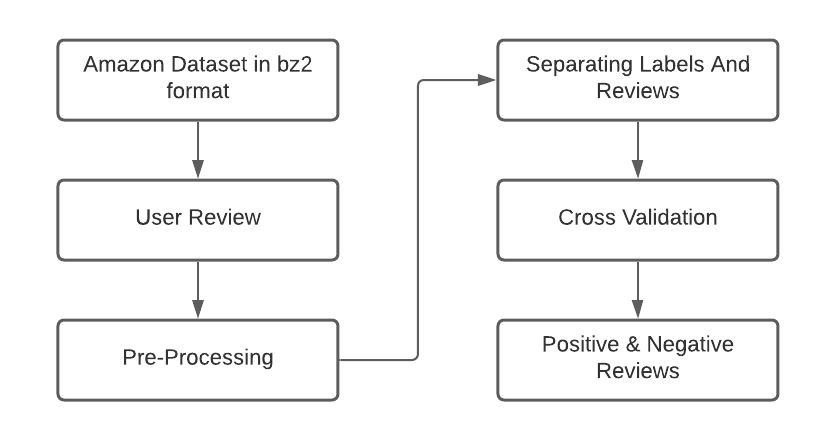 Amazon Dataset in bz2
format
User Review
Pre-Processing
Separating Labels And
Reviews
Cross Validation
Positive & Negative
Reviews